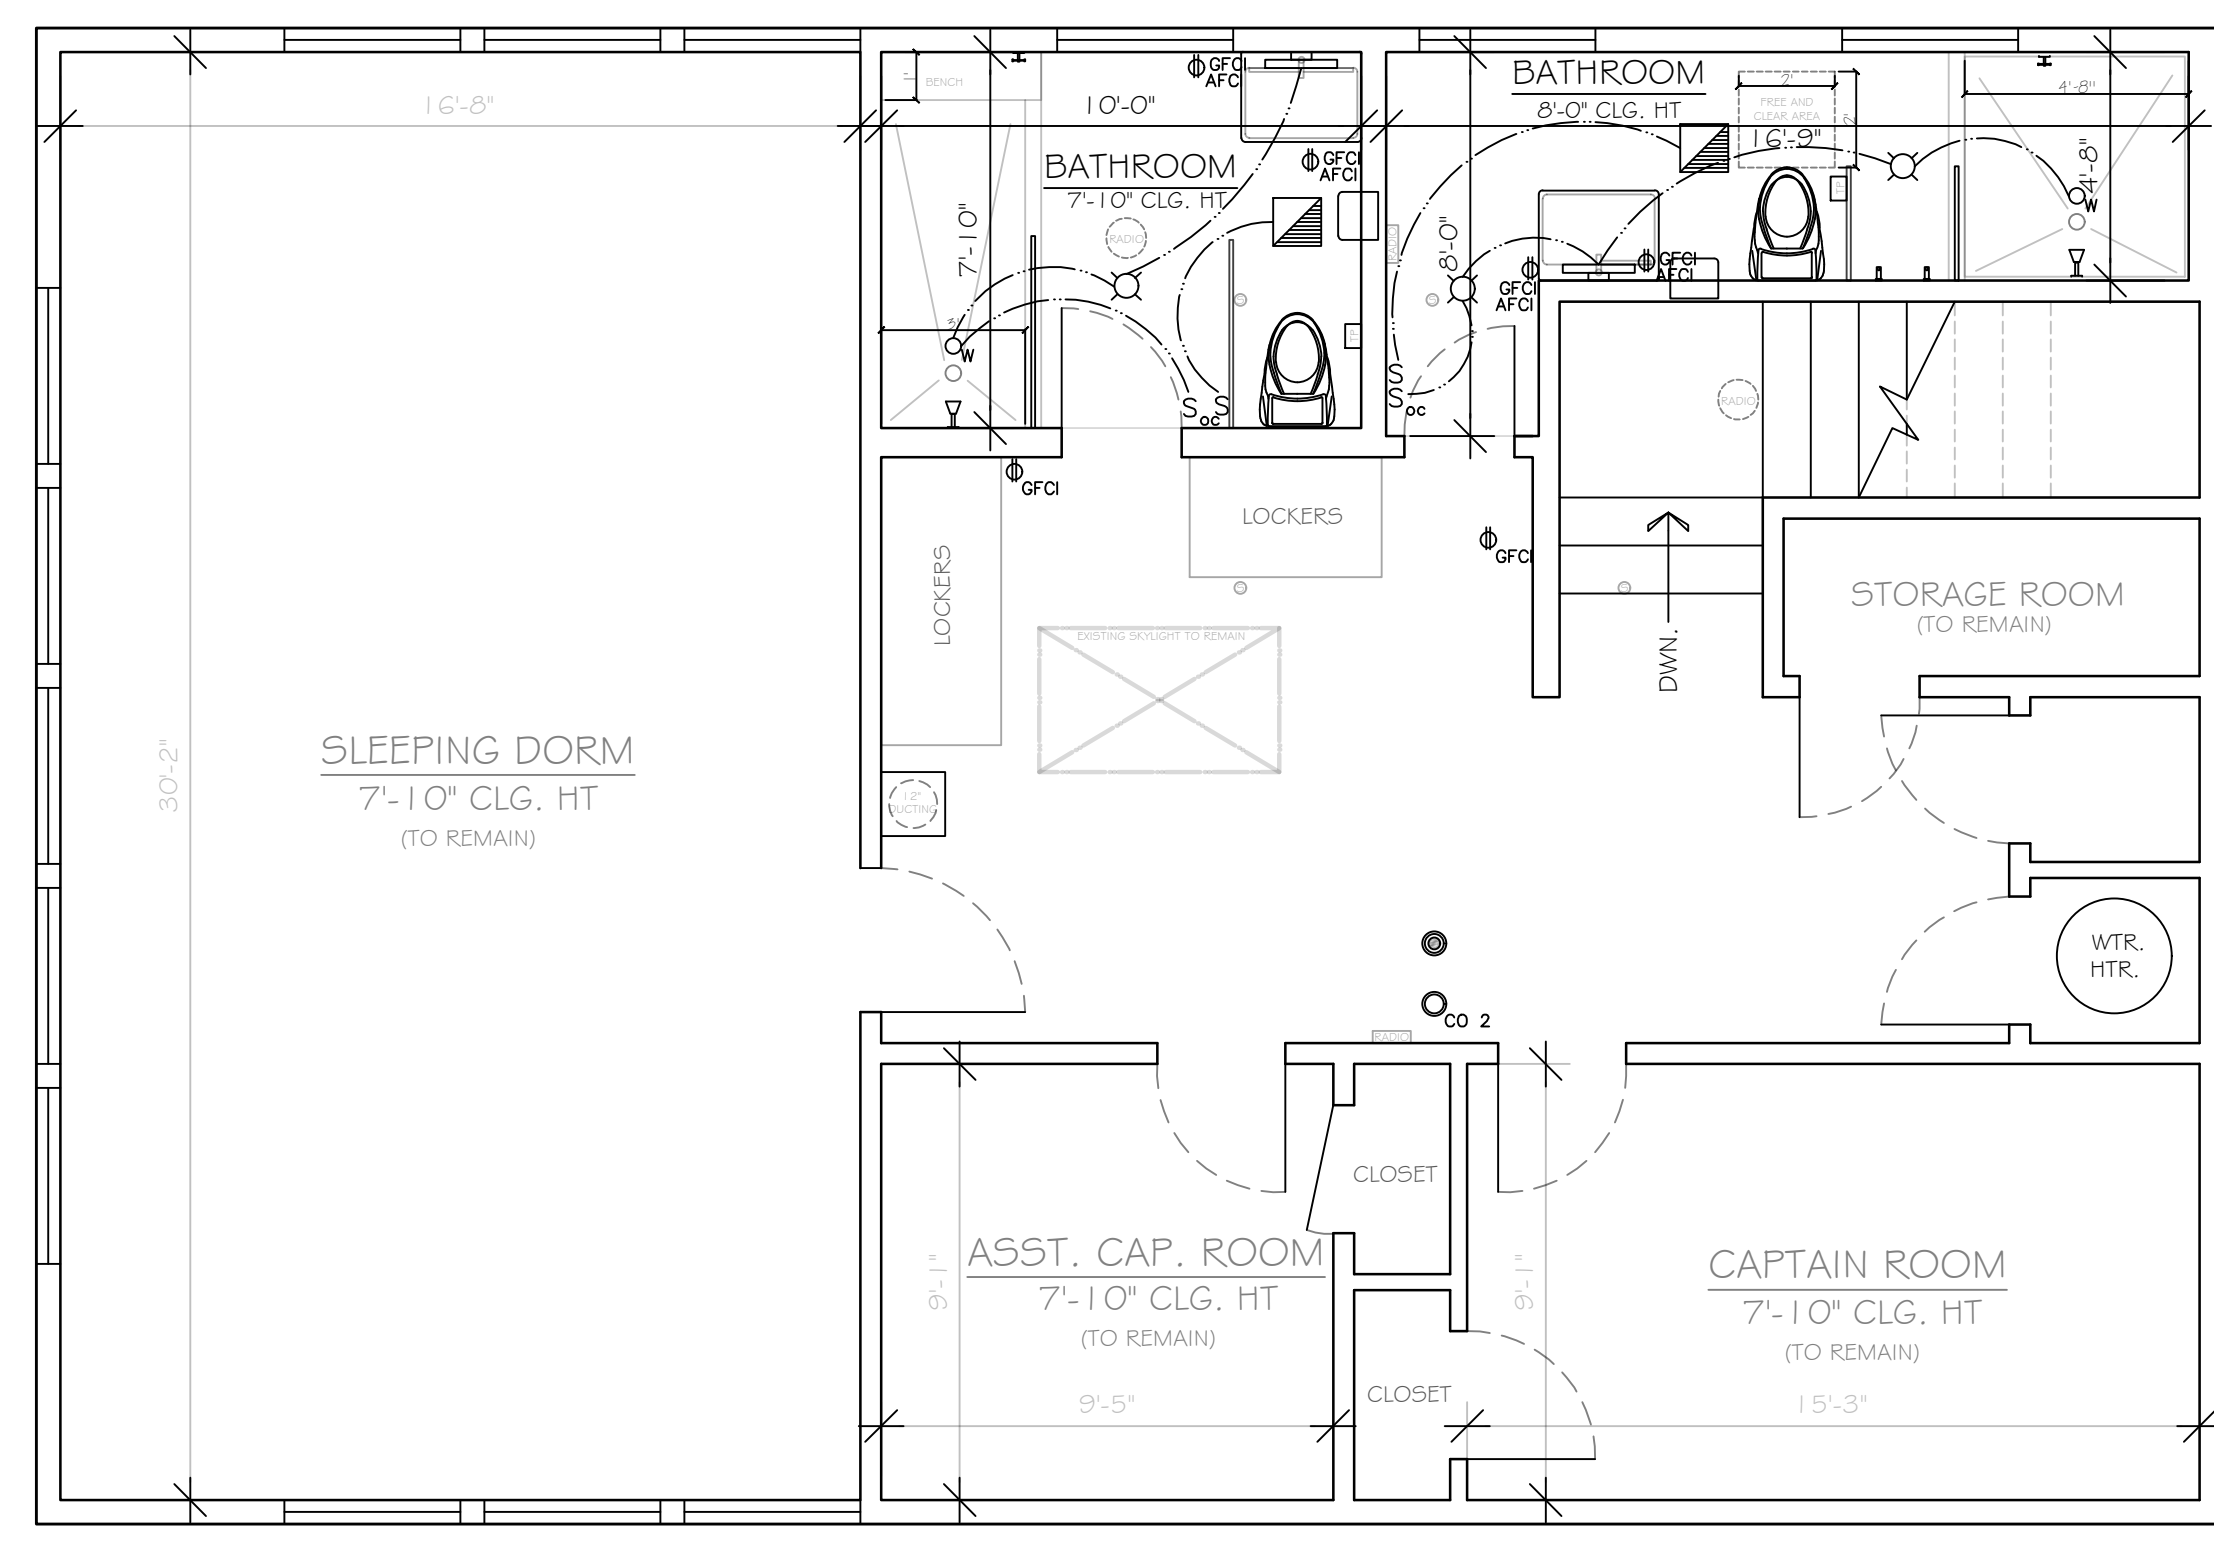 BENCH
1'
16'-8"
10'-0"
GFCI
AFCI
BATHROOM
7'-10" CLG. HT
GFCI
AFCI
RADIO
7'-10"
3'
W
TP
S
oc
S
BATHROOM
8'-0" CLG. HT
2'
FREE AND
CLEAR AREA
2'
16'-9"
4'-8"
4'-8"
TP
W
RADIO
8'-0"
S
S
GFCI
AFCI
GFCI
AFCI
S
S
oc
RADIO
GFCI
LOCKERS
LOCKERS
GFCI
S
S
EXISTING SKYLIGHT TO REMAIN
DWN.
STORAGE ROOM
(TO REMAIN)
30'-2"
SLEEPING DORM
7'-10" CLG. HT
(TO REMAIN)
12"
DUCTING
WTR.
HTR.
CO 2
RADIO
CLOSET
9'-1"
ASST. CAP. ROOM
7'-10" CLG. HT
(TO REMAIN)
9'-5"
CLOSET
9'-1"
CAPTAIN ROOM
7'-10" CLG. HT
(TO REMAIN)
15'-3"